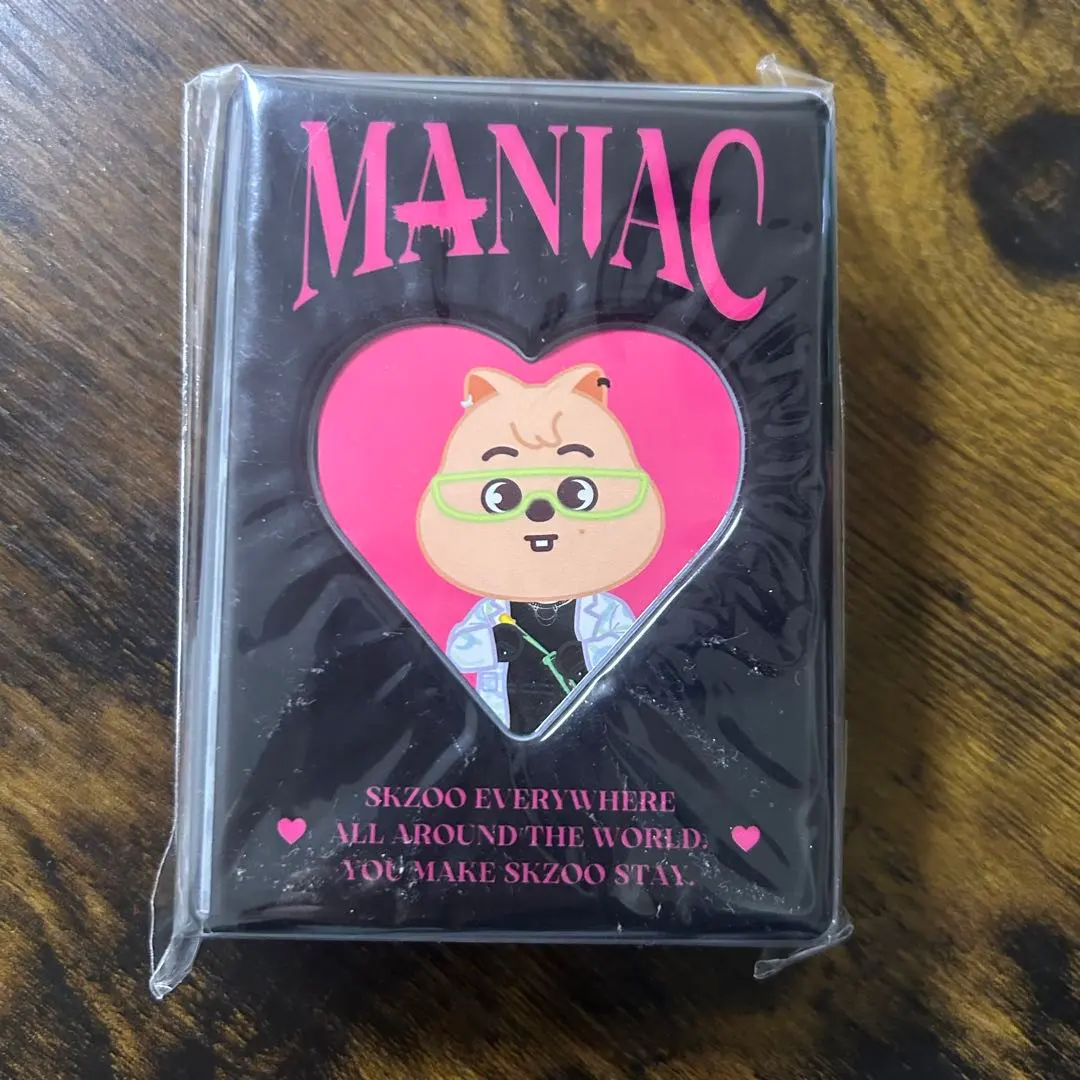 MANIAC
SKZOO EVERYWHERE
ALL AROUND THE WORLD.
YOU MAKE SKZOO STAY.